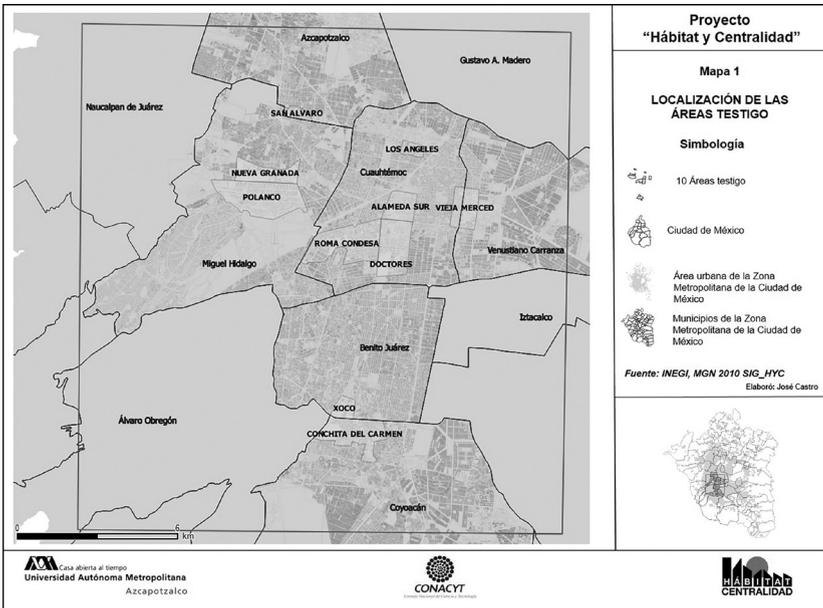 Azcapotzalco
Gustavo A. Madero
Naucalpan de Juárez
SAN ALVARO
LOS ANGELES
NUEVA GRANADA
Cuauhtémoc
POLANCO
ALAMEDA SUR
VIEJA MERCED
ROMA CONDESA
Venustiano Carranza
Miguel Hidalgo
DOCTORES
Iztacalco
Benito Juárez
XOCO
Álvaro Obregón
CONCHITA DEL CARMEN
Coyoacán
0
6
km
Proyecto
“Hábitat y Centralidad”
Mapa 1
LOCALIZACIÓN DE LAS
ÁREAS TESTIGO
Simbología
10 Áreas testigo
Ciudad de México
Área urbana de la Zona
Metropolitana de la Ciudad de
México
Municipios de la Zona
Metropolitana de la Ciudad de
México
Fuente: INEGI, MGN 2010 SIG_HYC
Elaboró: José Castro
Casa abierta al tiempo
Universidad Autónoma Metropolitana
Azcapotzalco
CONACYT
Consejo Nacional de Ciencia y Tecnología
HÁBITAT
CENTRALIDAD